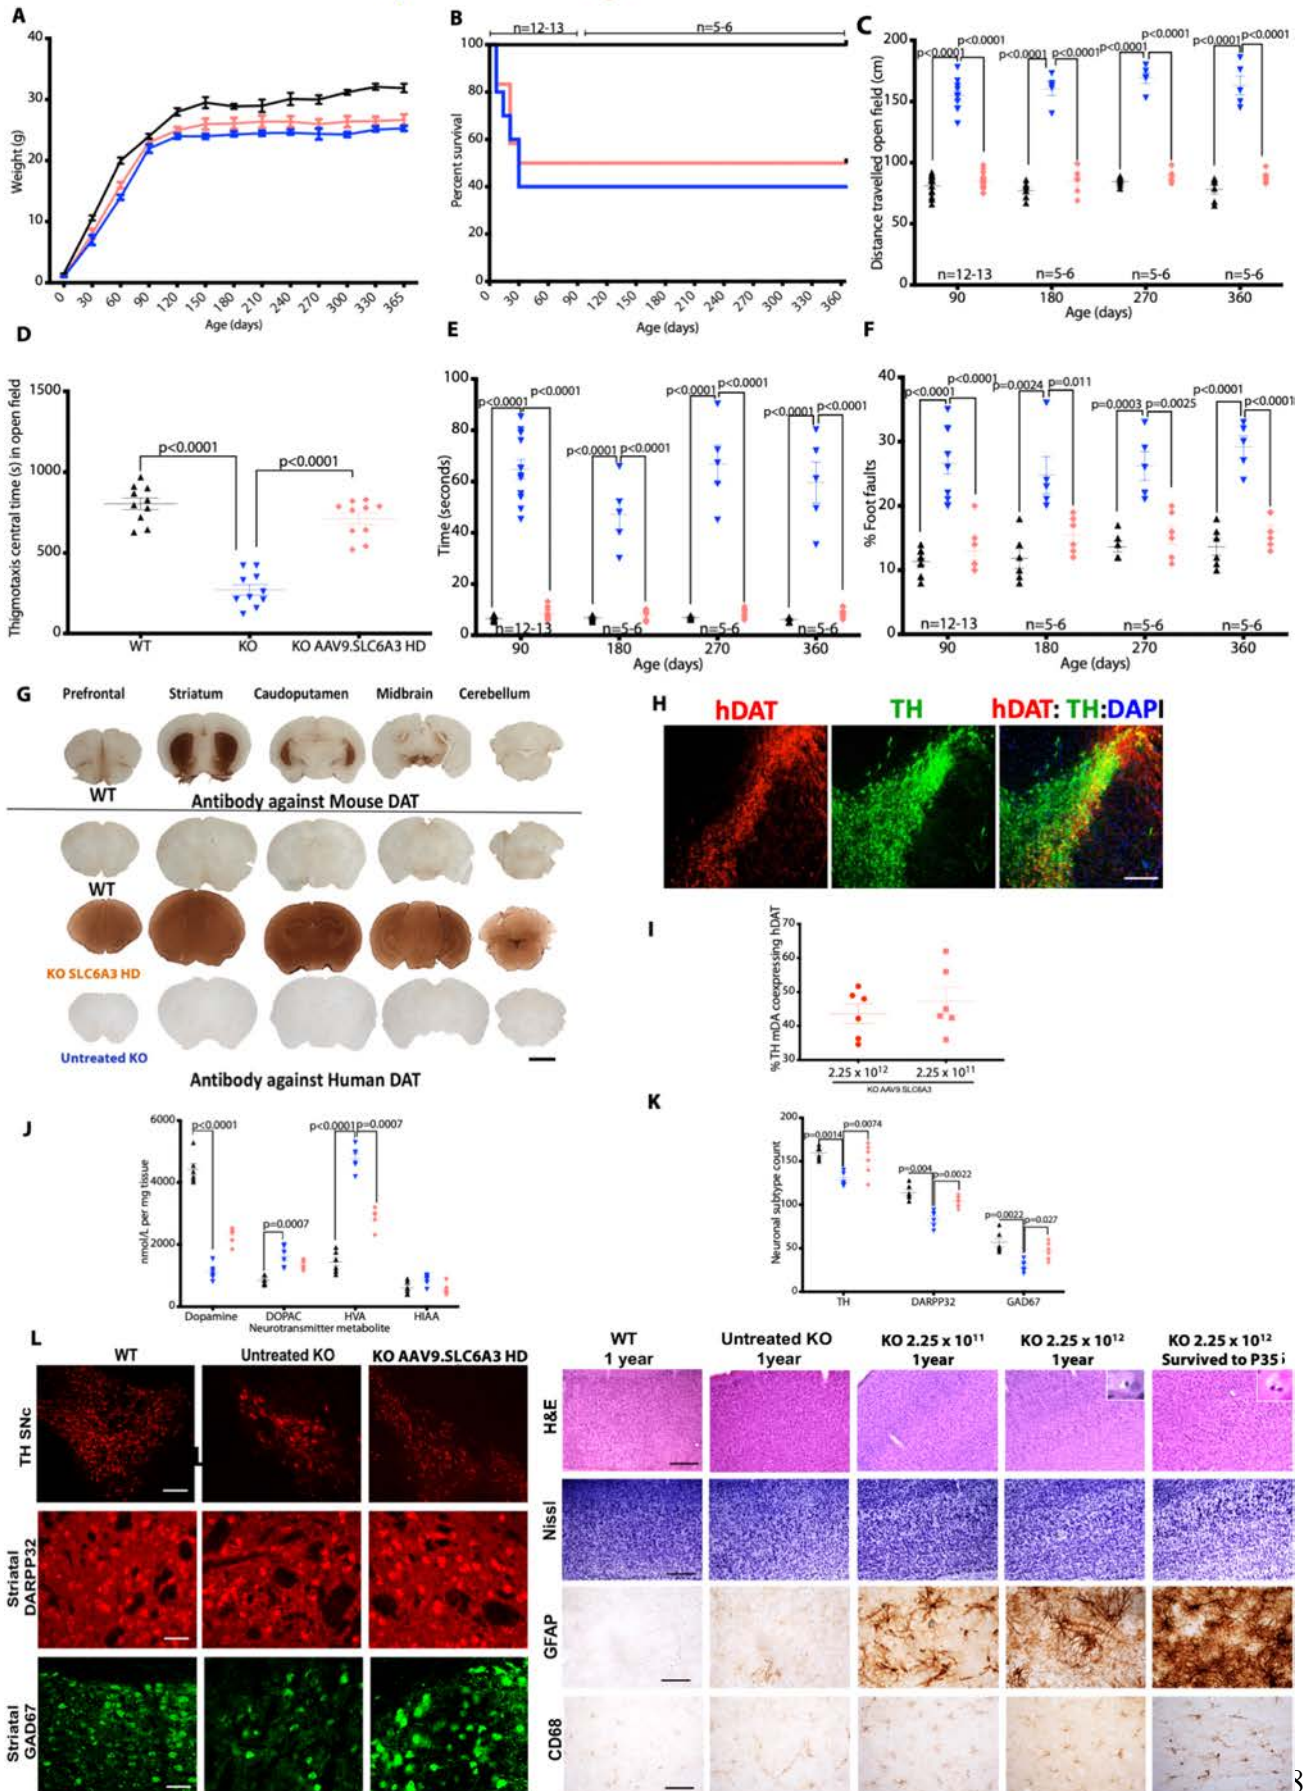 A
Weight (g)
40
30
20
10
0
0 30 60 90 120 150 180 210 240 270 300 330 365
Age (days)
B
n=12-13 n=5-6
Percent survival
100
80
60
40
20
0
0 30 60 90 120 150 180 210 240 270 300 330 360
Age (days)
C
Distance travelled open field (cm)
200
150
100
50
0
p<0.0001 p<0.0001 p<0.0001 p<0.0001 p<0.0001 p<0.0001 p<0.0001 p<0.0001
n=12-13 n=5-6 n=5-6 n=5-6
90 180 270 360
Age (days)
D
Thigmotaxis central time (s) in open field
1500
1000
500
0
p<0.0001 p<0.0001
WT KO KO AAV9.SLC6A3 HD
E
Time (seconds)
100
80
60
40
20
0
p<0.0001 p<0.0001 p<0.0001 p<0.0001 p<0.0001 p<0.0001 p<0.0001 p<0.0001
n=12-13 n=5-6 n=5-6 n=5-6
90 180 270 360
Age (days)
F
% Foot faults
40
30
20
10
0
p<0.0001 p<0.0001 p=0.0024 p=0.011 p=0.0003 p=0.0025 p<0.0001 p<0.0001
n=12-13 n=5-6 n=5-6 n=5-6
90 180 270 360
Age (days)
G
Prefrontal Striatum Caudoputamen Midbrain Cerebellum
WT
Antibody against Mouse DAT
WT
KO SLC6A3 HD
Untreated KO
Antibody against Human DAT
H
hDAT TH hDAT: TH:DAPI
I
% TH mDA coexpressing hDAT
70
60
50
40
30
2.25 x 10¹² 2.25 x 10¹¹
KO AAV9.SLC6A3
J
nmol/L per mg tissue
6000
4000
2000
0
p<0.0001 p=0.0007 p<0.0001 p=0.0007
Dopamine DOPAC HVA HIAA
Neurotransmitter metabolite
K
Neuronal subtype count
200
150
100
50
0
p=0.0014 p=0.0074 p=0.004 p=0.0022 p=0.0022 p=0.027
TH DARPP32 GAD67
L
WT Untreated KO KO AAV9.SLC6A3 HD
TH SNc
Striatal
DARPP32
Striatal
GAD67
L
WT
1 year
Untreated KO
1year
KO 2.25 x 10¹¹
1year
KO 2.25 x 10¹²
1year
KO 2.25 x 10¹²
Survived to P35
H&E
Nissl
GFAP
CD68
8